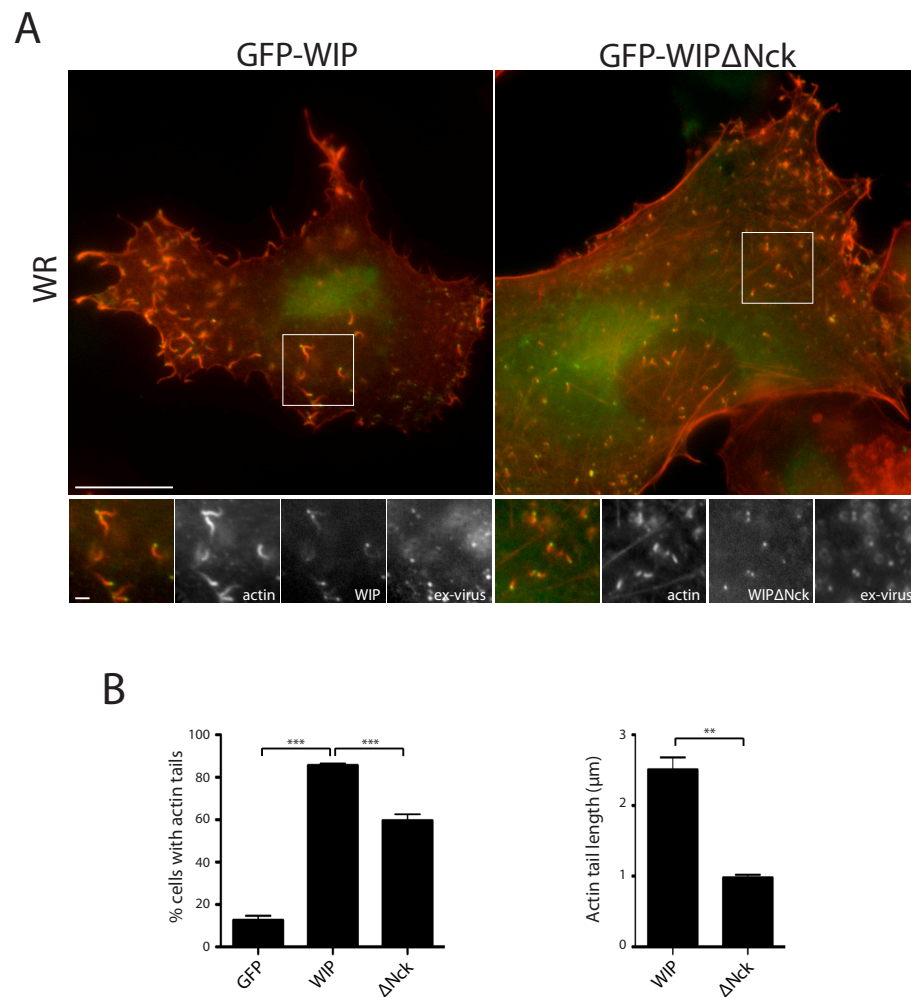 A
GFP-WIP
GFP-WIPΔNck
WR
actin
WIP
ex-virus
actin
WIPΔNck
ex-virus
B
% cells with actin tails
100
80
60
40
20
0
***
***
GFP
WIP
ΔNck
Actin tail length (µm)
3
2
1
0
**
WIP
ΔNck